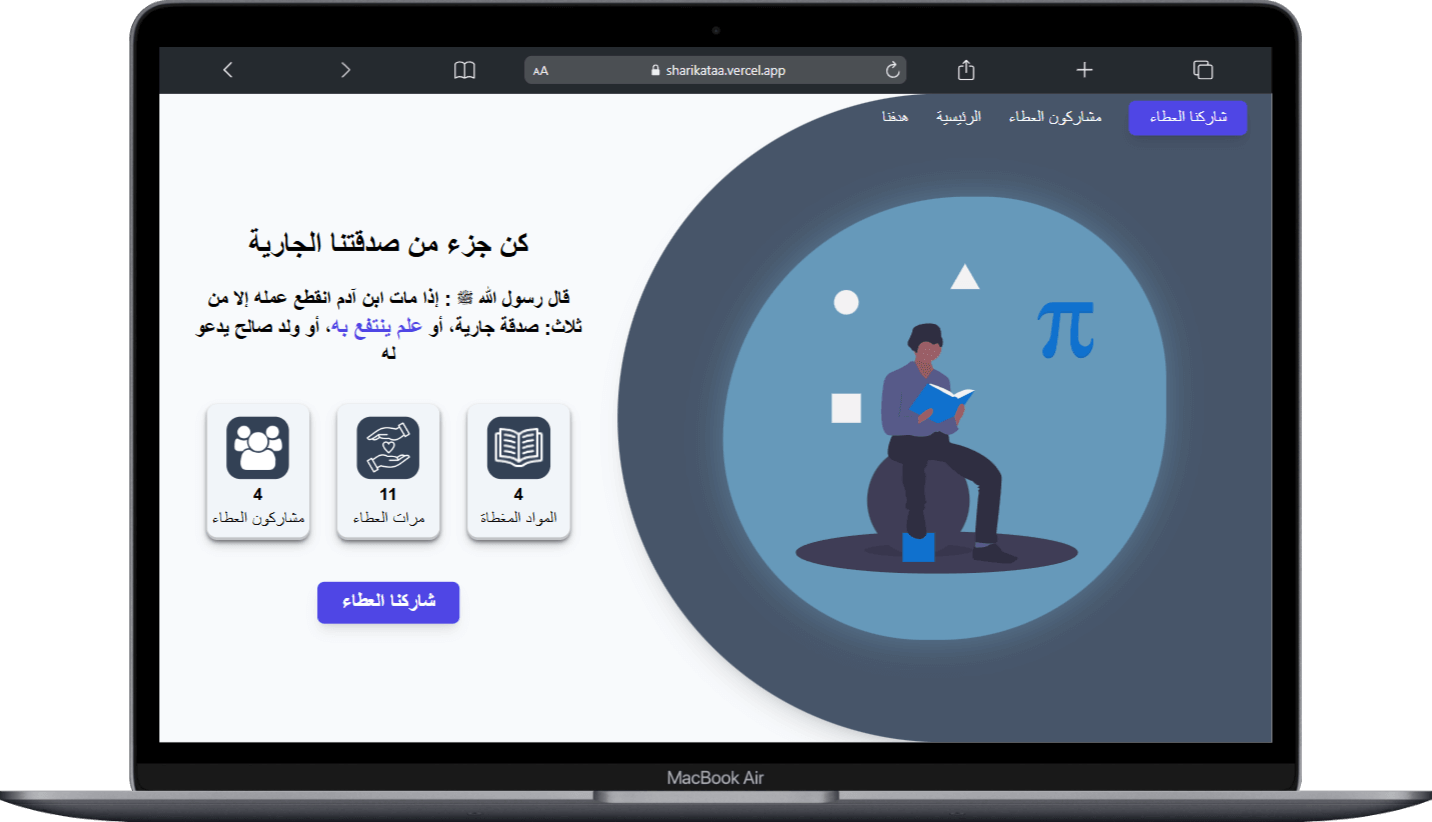 AA sharikataa.vercel.app
شاركنا العطاء
مشاركون العطاء
الرئيسية
هدفنا
كن جزء من صدقتنا الجارية
قال رسول الله ﷺ : إذا مات ابن آدم انقطع عمله إلا من
ثلاث: صدقة جارية، أو علم ينتفع به، أو ولد صالح يدعو
له
4
المواد المغطاة
11
مرات العطاء
4
مشاركون العطاء
شاركنا العطاء
π
MacBook Air